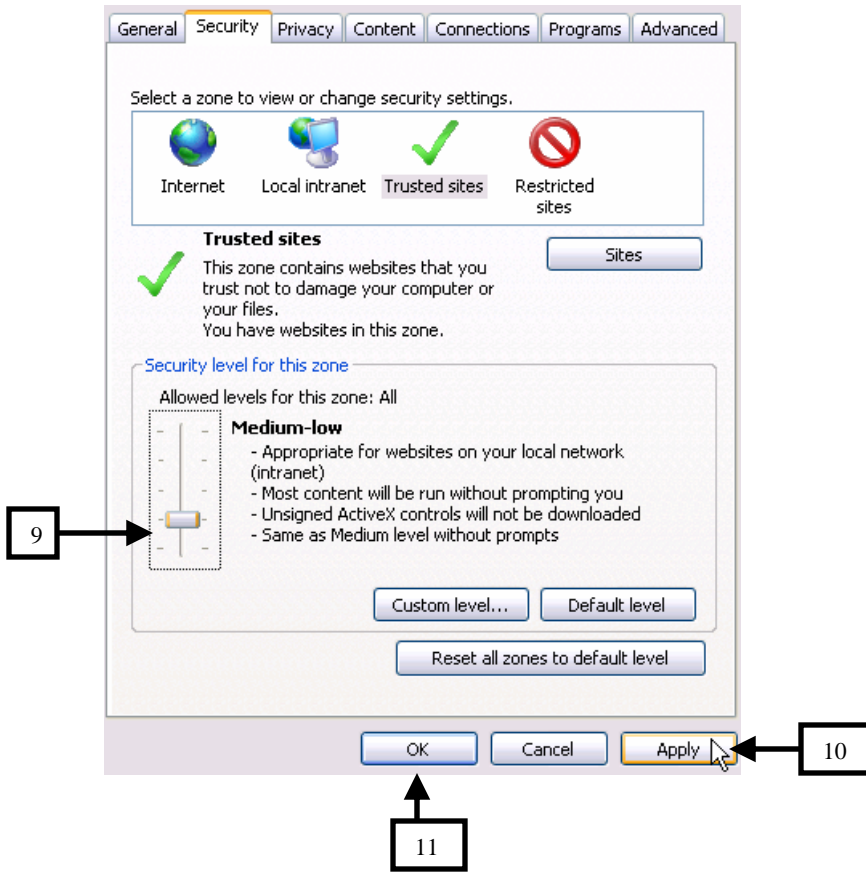 General Security Privacy Content Connections Programs Advanced
Select a zone to view or change security settings.
Internet Local intranet Trusted sites Restricted
sites
Trusted sites
Sites
This zone contains websites that you
trust not to damage your computer or
your files.
You have websites in this zone.
Security level for this zone
Allowed levels for this zone: All
Medium-low
- Appropriate for websites on your local network
(intranet)
- Most content will be run without prompting you
- Unsigned ActiveX controls will not be downloaded
- Same as Medium level without prompts
9
Custom level... Default level
Reset all zones to default level
OK Cancel Apply
10
11